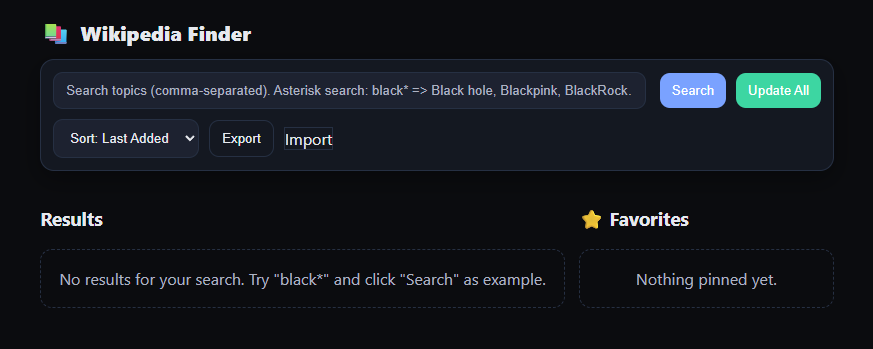 Wikipedia Finder
Search topics (comma-separated). Asterisk search: black* => Black hole, Blackpink, BlackRock.
Search
Update All
Sort: Last Added
Export
Import
Results
Favorites
No results for your search. Try "black*" and click "Search" as example.
Nothing pinned yet.